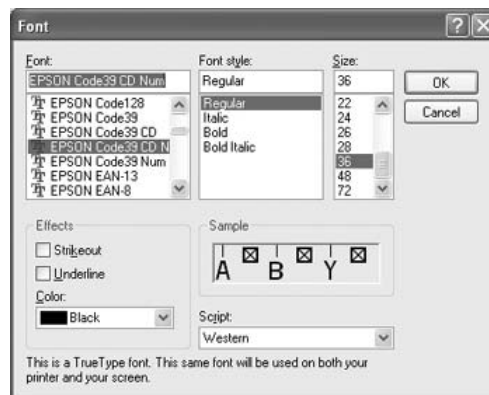 Font
Font:
EPSON Code39 CD Num
EPSON Code128
EPSON Code39
EPSON Code39 CD
EPSON Code39 CD N
EPSON Code39 Num
EPSON EAN-13
EPSON EAN-8
Font style:
Regular
Regular
Italic
Bold
Bold Italic
Size:
36
22
24
26
28
36
48
72
OK
Cancel
Effects
Strikeout
Underline
Color:
Black
Sample
A B Y
Script:
Western
This is a TrueType font. This same font will be used on both your
printer and your screen.